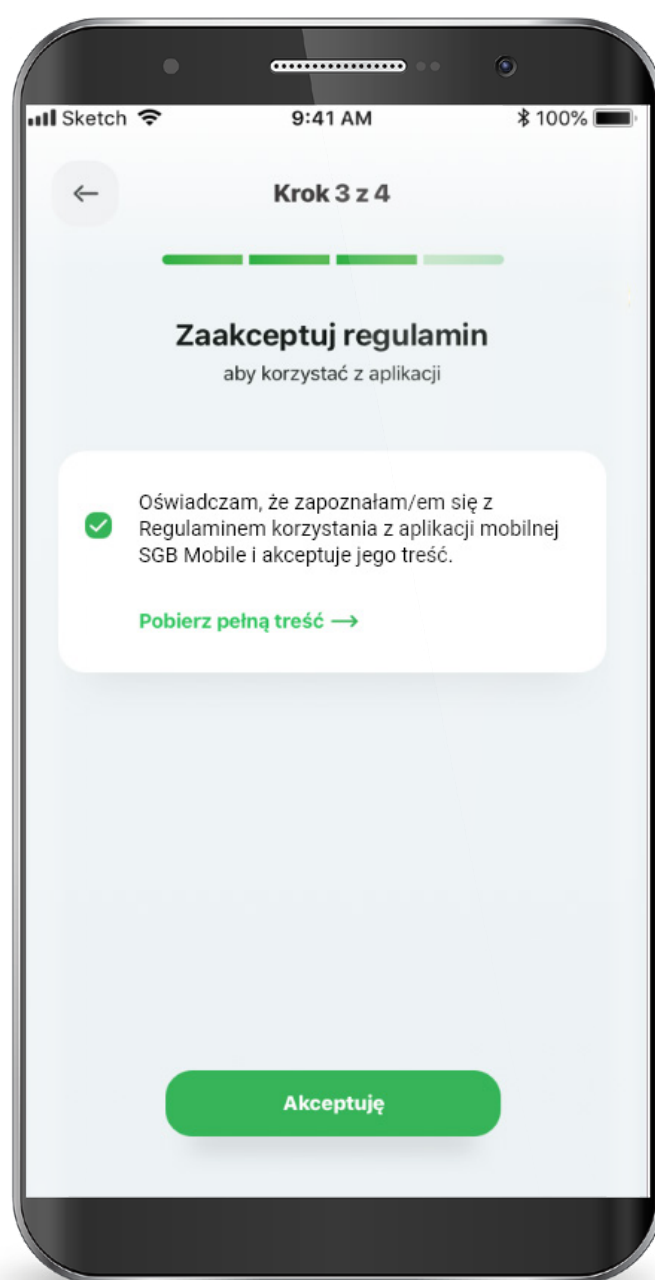 Sketch 9:41 AM 100%
Krok 3 z 4
Zaakceptuj regulamin
aby korzystać z aplikacji
Oświadczam, że zapoznałam/em się z
Regulaminem korzystania z aplikacji mobilnej
SGB Mobile i akceptuje jego treść.
Pobierz pełną treść →
Akceptuję